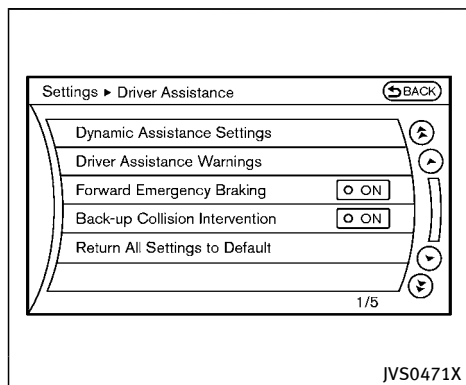 Settings ▸ Driver Assistance
BACK
Dynamic Assistance Settings
Driver Assistance Warnings
Forward Emergency Braking ON
Back-up Collision Intervention ON
Return All Settings to Default
1/5
JVS0471X